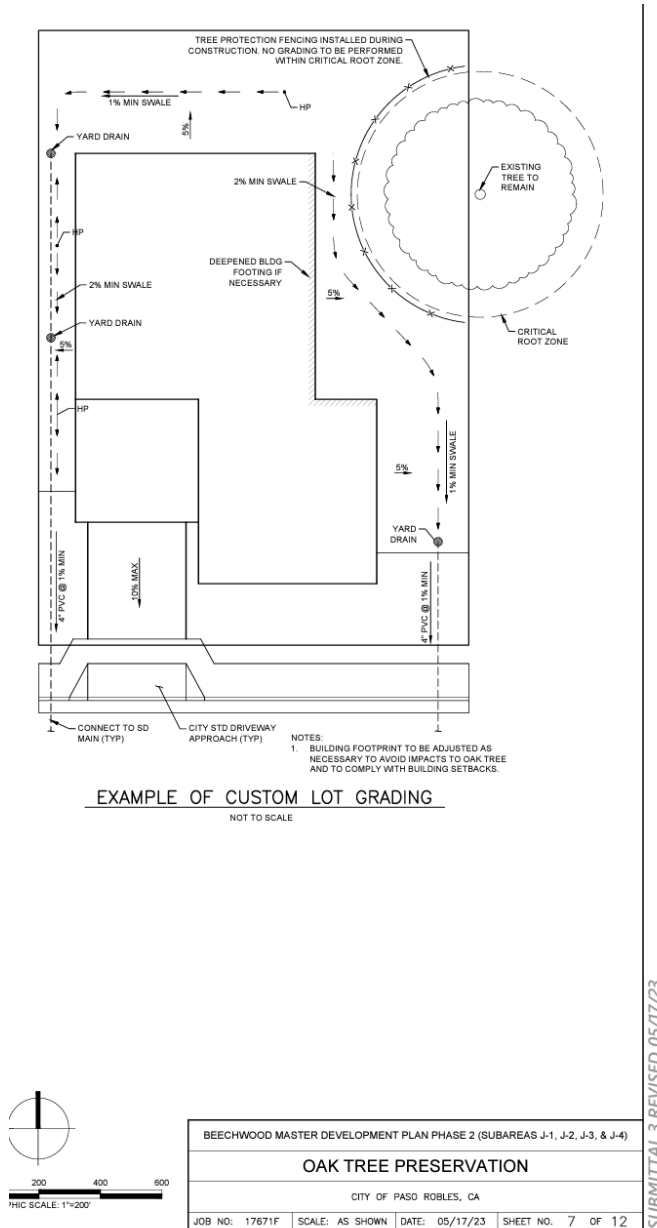 TREE PROTECTION FENCING INSTALLED DURING
CONSTRUCTION. NO GRADING TO BE PERFORMED
WITHIN CRITICAL ROOT ZONE.
1% MIN SWALE
HP
5%
YARD DRAIN
2% MIN SWALE
EXISTING
TREE TO
REMAIN
HP
DEEPENED BLDG
FOOTING IF
NECESSARY
2% MIN SWALE
5%
YARD DRAIN
5%
CRITICAL
ROOT ZONE
HP
5%
1% MIN SWALE
YARD
DRAIN
4" PVC @ 1% MIN
10% MAX
4" PVC @ 1% MIN
CONNECT TO SD
MAIN (TYP)
CITY STD DRIVEWAY
APPROACH (TYP)
NOTES:
1. BUILDING FOOTPRINT TO BE ADJUSTED AS
NECESSARY TO AVOID IMPACTS TO OAK TREE
AND TO COMPLY WITH BUILDING SETBACKS.
EXAMPLE OF CUSTOM LOT GRADING
NOT TO SCALE
SUBMITTAL 3 REVISED 05/17/23
200 400 600
PHIC SCALE: 1"=200'
BEECHWOOD MASTER DEVELOPMENT PLAN PHASE 2 (SUBAREAS J-1, J-2, J-3, & J-4)
OAK TREE PRESERVATION
CITY OF PASO ROBLES, CA
JOB NO: 17671F SCALE: AS SHOWN DATE: 05/17/23 SHEET NO. 7 OF 12